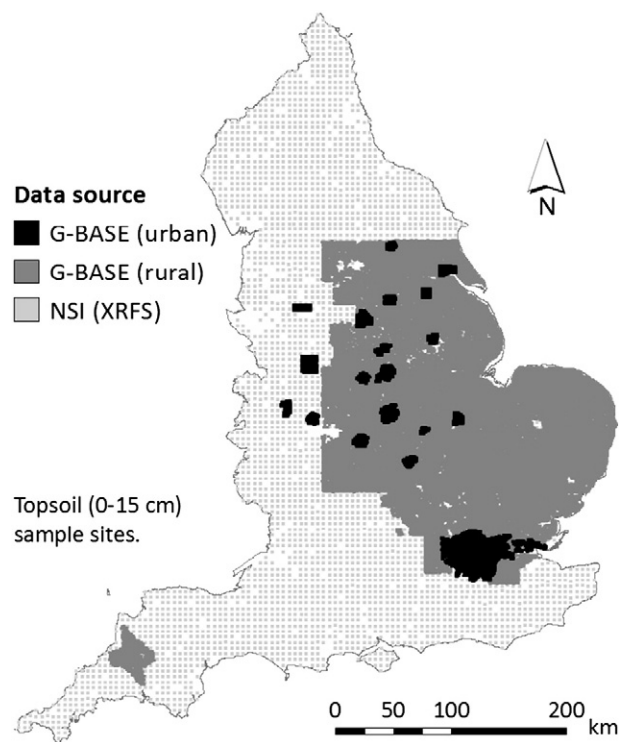 N
Data source
G-BASE (urban)
G-BASE (rural)
NSI (XRFS)
Topsoil (0-15 cm)
sample sites.
0 50 100 200
km